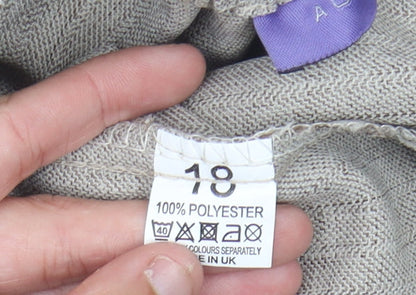 A
18
100% POLYESTER
40
COLOURS SEPARATELY
IN UK